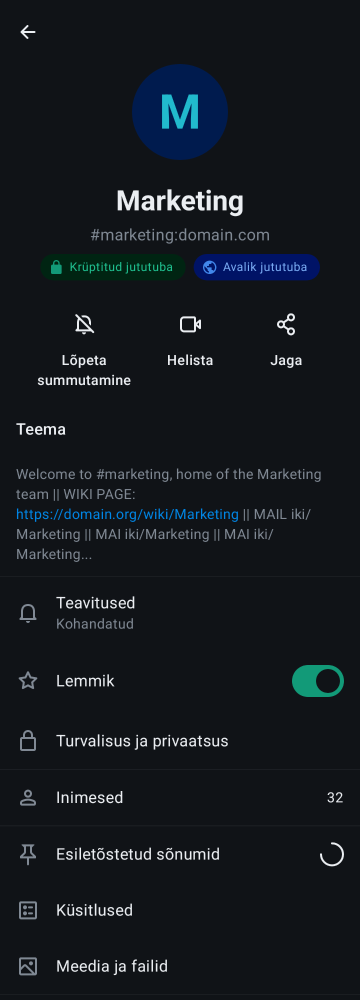 M
Marketing
#marketing:domain.com
Krüptitud jututuba
Avalik jututuba
Lõpeta
summutamine
Helista
Jaga
Teema
Welcome to #marketing, home of the Marketing
team || WIKI PAGE:
https://domain.org/wiki/Marketing || MAIL iki/
Marketing || MAI iki/Marketing || MAI iki/
Marketing...
Teavitused
Kohandatud
Lemmik
Turvalisus ja privaatsus
Inimesed 32
Esiletõstetud sõnumid
Küsitlused
Meedia ja failid